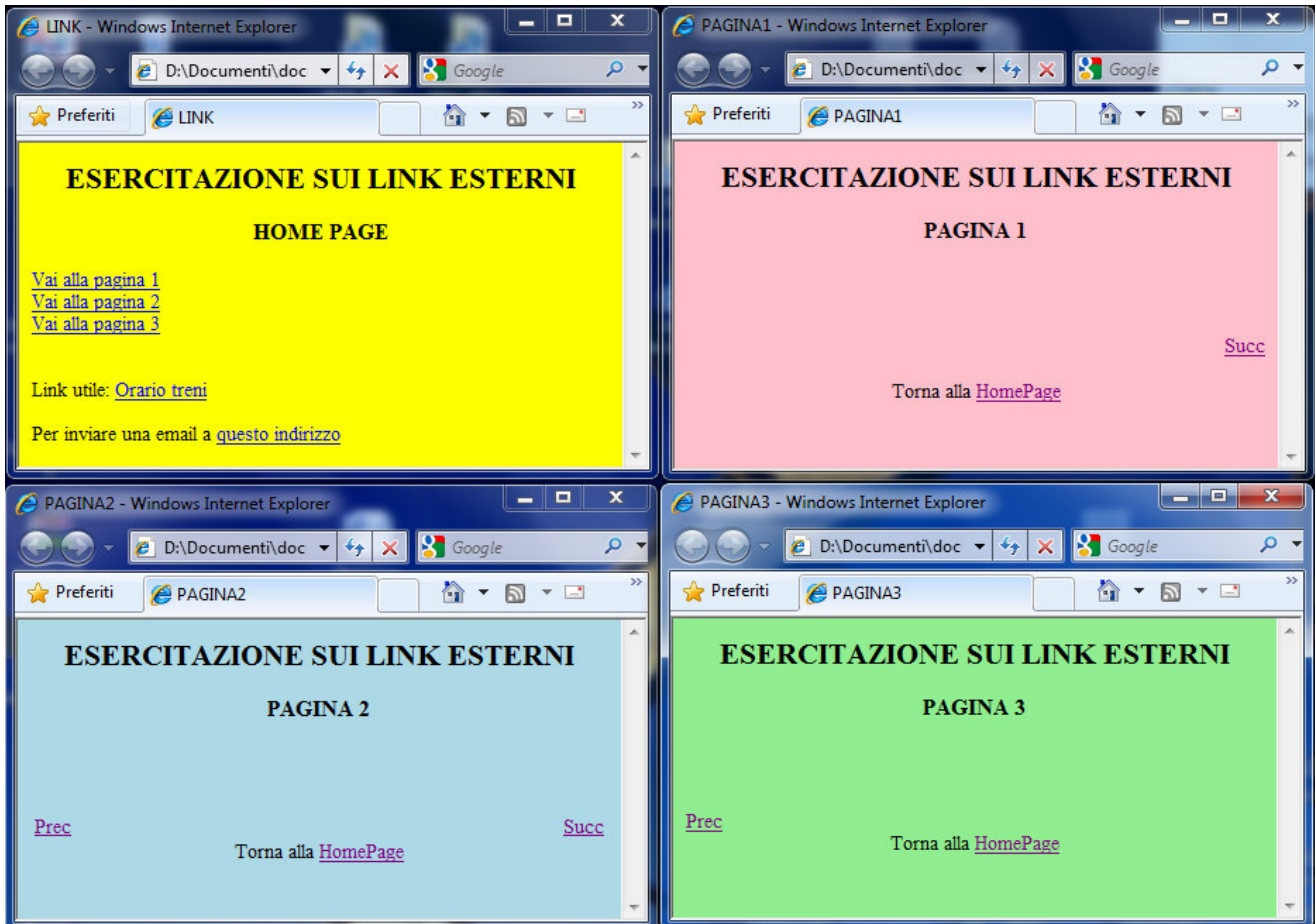 LINK - Windows Internet Explorer
D:\Documenti\doc
Google
Preferiti
LINK
ESERCITAZIONE SUI LINK ESTERNI
HOME PAGE
Vai alla pagina 1
Vai alla pagina 2
Vai alla pagina 3
Link utile: Orario treni
Per inviare una email a questo indirizzo
PAGINA1 - Windows Internet Explorer
D:\Documenti\doc
Google
Preferiti
PAGINA1
ESERCITAZIONE SUI LINK ESTERNI
PAGINA 1
Succ
Torna alla HomePage
PAGINA2 - Windows Internet Explorer
D:\Documenti\doc
Google
Preferiti
PAGINA2
ESERCITAZIONE SUI LINK ESTERNI
PAGINA 2
Prec Succ
Torna alla HomePage
PAGINA3 - Windows Internet Explorer
D:\Documenti\doc
Google
Preferiti
PAGINA3
ESERCITAZIONE SUI LINK ESTERNI
PAGINA 3
Prec
Torna alla HomePage